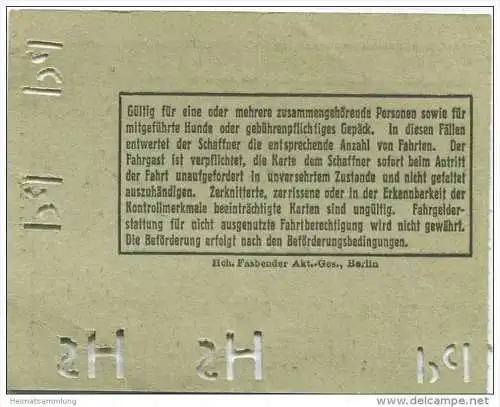 Gültig für eine oder mehrere zusammengehörende Personen sowie für
mitgeführte Hunde oder gebührenpflichtiges Gepäck. In diesen Fällen
entwertet der Schaffner die entsprechende Anzahl von Fahrten. Der
Fahrgast ist verpflichtet, die Karte dem Schaffner sofort beim Antritt
der Fahrt unaufgefordert in unversehrtem Zustande und nicht gefaltet
auszuhändigen. Zerknitterte, zerrissene oder in der Erkennbarkeit der
Kontrollmerkmale beeinträchtigte Karten sind ungültig. Fahrgelder-
stattung für nicht ausgenutzte Fahrtberechtigung wird nicht gewährt.
Die Beförderung erfolgt nach den Beförderungsbedingungen.
Hch. Fasbender Akt.-Ges., Berlin
Heimatsammlung
www.delcampe.net